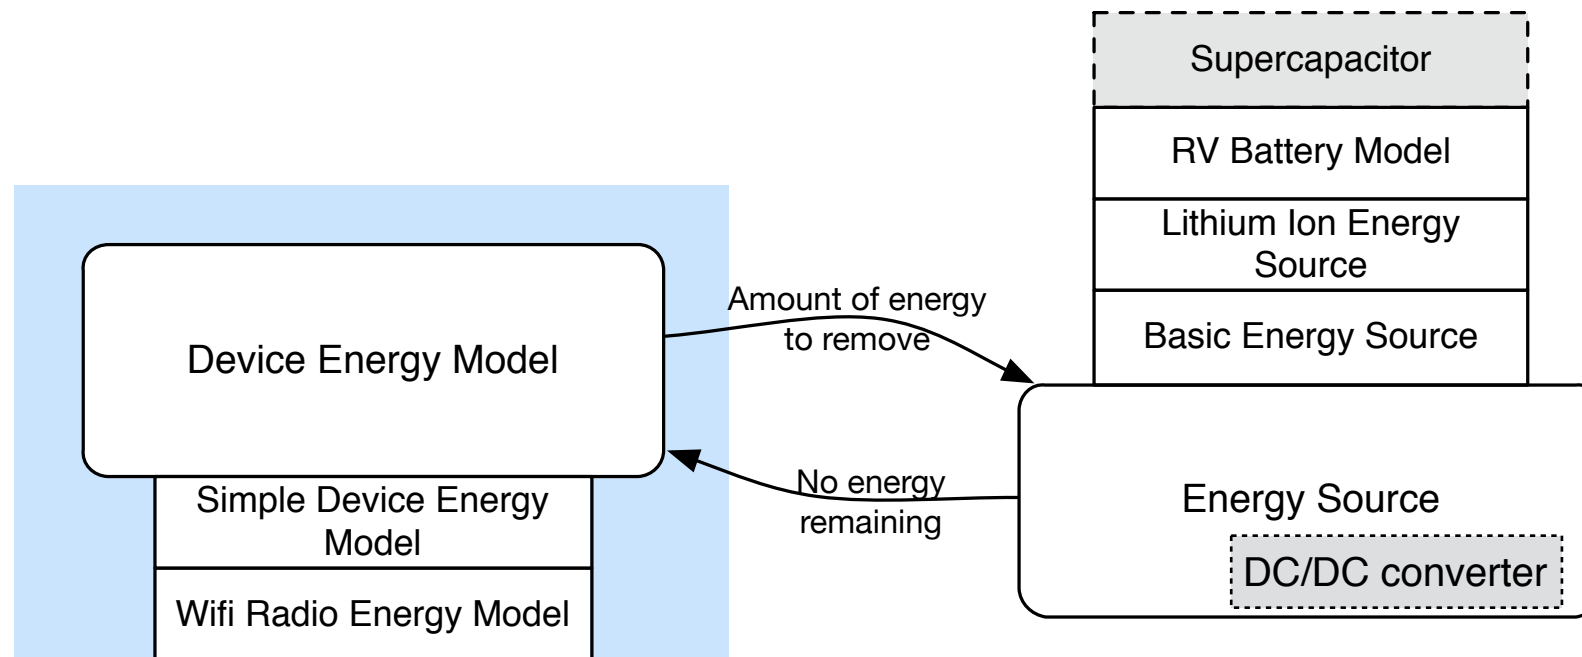 Supercapacitor
RV Battery Model
Lithium Ion Energy
Source
Basic Energy Source
Amount of energy
to remove
Device Energy Model
No energy
remaining
Energy Source
DC/DC converter
Simple Device Energy
Model
Wifi Radio Energy Model